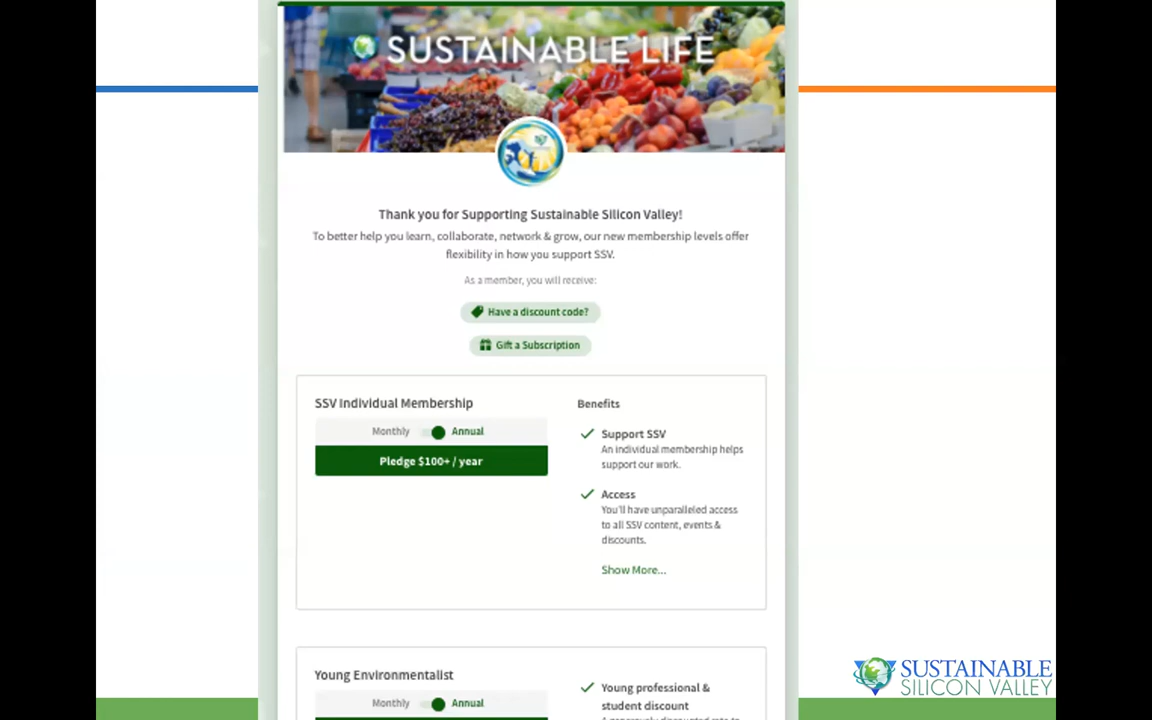 SUSTAINABLE LIFE
Thank you for Supporting Sustainable Silicon Valley!
To better help you learn, collaborate, network & grow, our new membership levels offer
flexibility in how you support SSV.
As a member, you will receive:
Have a discount code?
Gift a Subscription
SSV Individual Membership
Monthly Annual
Pledge $100+ / year
Benefits
Support SSV
An individual membership helps
support our work.
Access
You'll have unparalleled access
to all SSV content, events &
discounts.
Show More...
Young Environmentalist
Monthly Annual
Young professional &
student discount
SUSTAINABLE
SILICON VALLEY